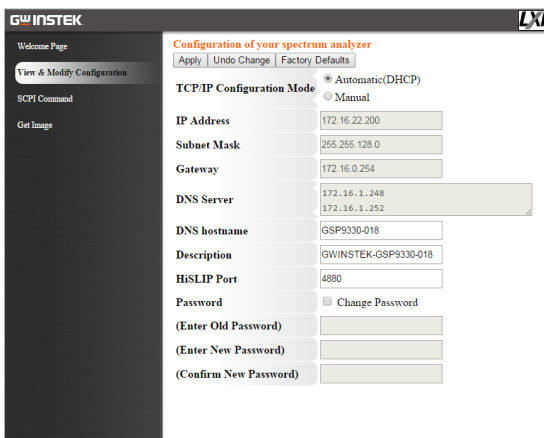 GWINSTEK
LXI
Welcome Page
View & Modify Configuration
SCPI Command
Get Image
Configuration of your spectrum analyzer
Apply Undo Change Factory Defaults
TCP/IP Configuration Mode Automatic(DHCP)
Manual
IP Address 172.16.22.200
Subnet Mask 255.255.128.0
Gateway 172.16.0.254
DNS Server 172.16.1.248
172.16.1.252
DNS hostname GSP9330-018
Description GWINSTEK-GSP9330-018
HiSLIP Port 4880
Password Change Password
(Enter Old Password)
(Enter New Password)
(Confirm New Password)